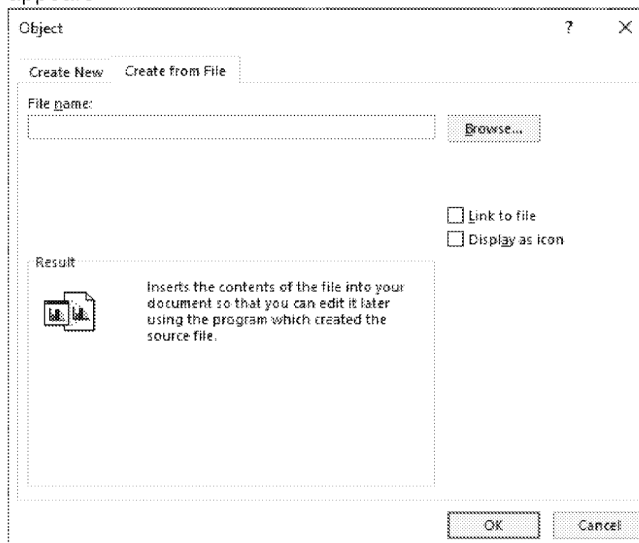 Object ? X
Create New Create from File
File name:
Browse...
Link to file
Display as icon
Result
Inserts the contents of the file into your
document so that you can edit it later
using the program which created the
source file.
OK Cancel